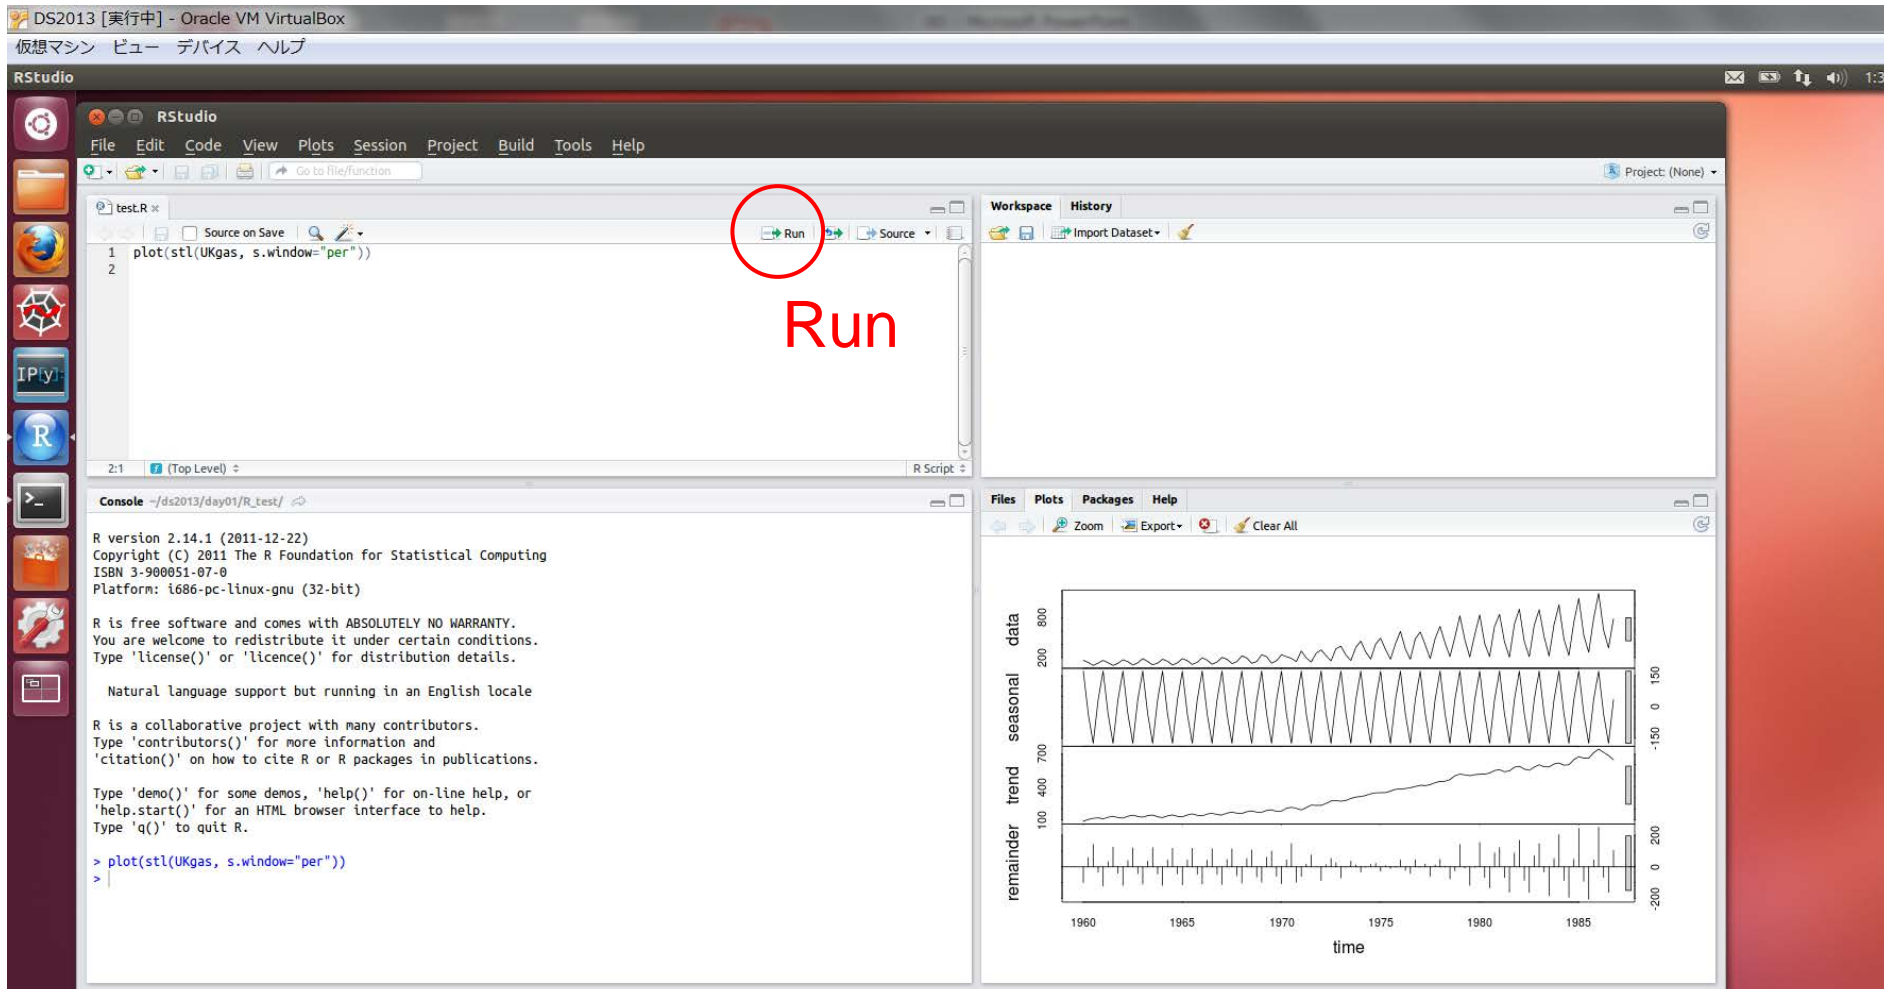 DS2013 [実行中] - Oracle VM VirtualBox
仮想マシン ビュー デバイス ヘルプ
RStudio
1:3
RStudio
File Edit Code View Plots Session Project Build Tools Help
Go to file/function
Project: (None)
test.R
Source on Save
Run
Source
1 plot(stl(UKgas, s.window="per"))
2
Run
2:1 (Top Level)
R Script
Workspace History
Import Dataset
IP[y]:
R
>_
Console ~/ds2013/day01/R_test/
R version 2.14.1 (2011-12-22)
Copyright (C) 2011 The R Foundation for Statistical Computing
ISBN 3-900051-07-0
Platform: i686-pc-linux-gnu (32-bit)
R is free software and comes with ABSOLUTELY NO WARRANTY.
You are welcome to redistribute it under certain conditions.
Type 'license()' or 'licence()' for distribution details.
Natural language support but running in an English locale
R is a collaborative project with many contributors.
Type 'contributors()' for more information and
'citation()' on how to cite R or R packages in publications.
Type 'demo()' for some demos, 'help()' for on-line help, or
'help.start()' for an HTML browser interface to help.
Type 'q()' to quit R.
> plot(stl(UKgas, s.window="per"))
>
Files Plots Packages Help
Zoom Export Clear All
data
200 800
seasonal
-150 0 150
trend
100 400 700
remainder
-200 0 200
1960 1965 1970 1975 1980 1985
time